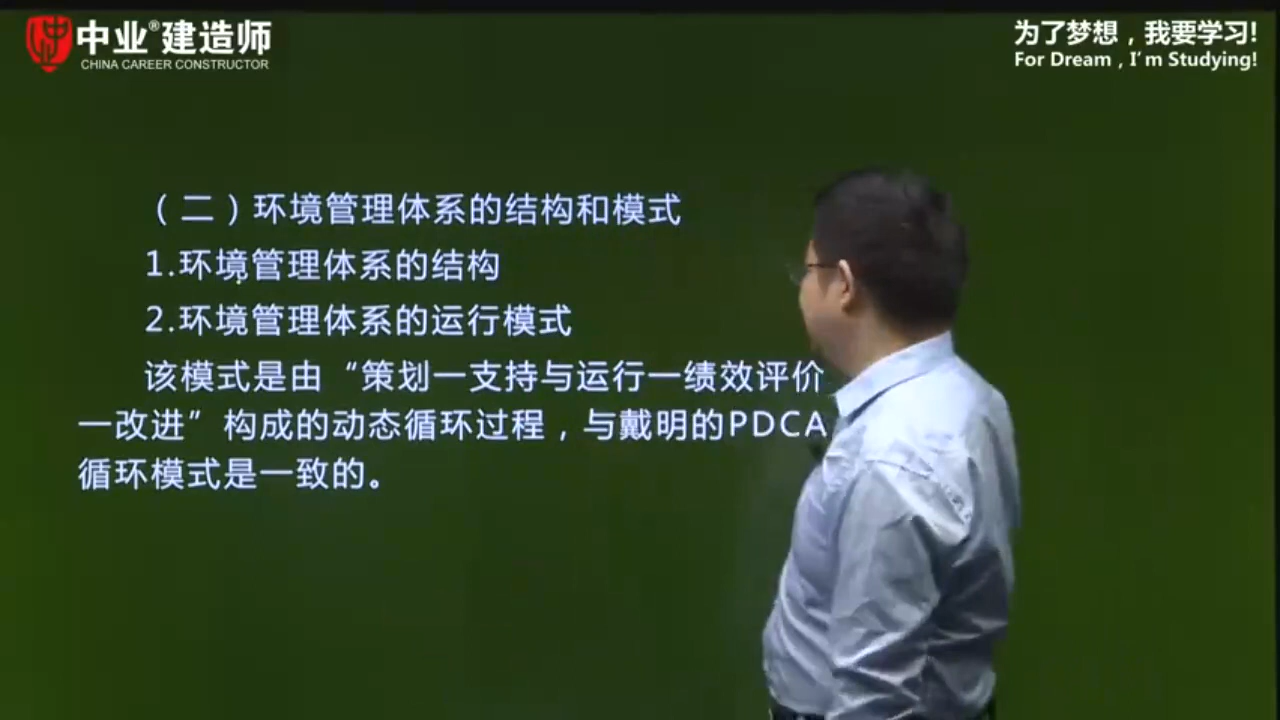 中业®建造师
CHINA CAREER CONSTRUCTOR
为了梦想，我要学习!
For Dream , I'm Studying!
（二）环境管理体系的结构和模式
1.环境管理体系的结构
2.环境管理体系的运行模式
该模式是由“策划一支持与运行一绩效评价
一改进”构成的动态循环过程，与戴明的PDCA
循环模式是一致的。